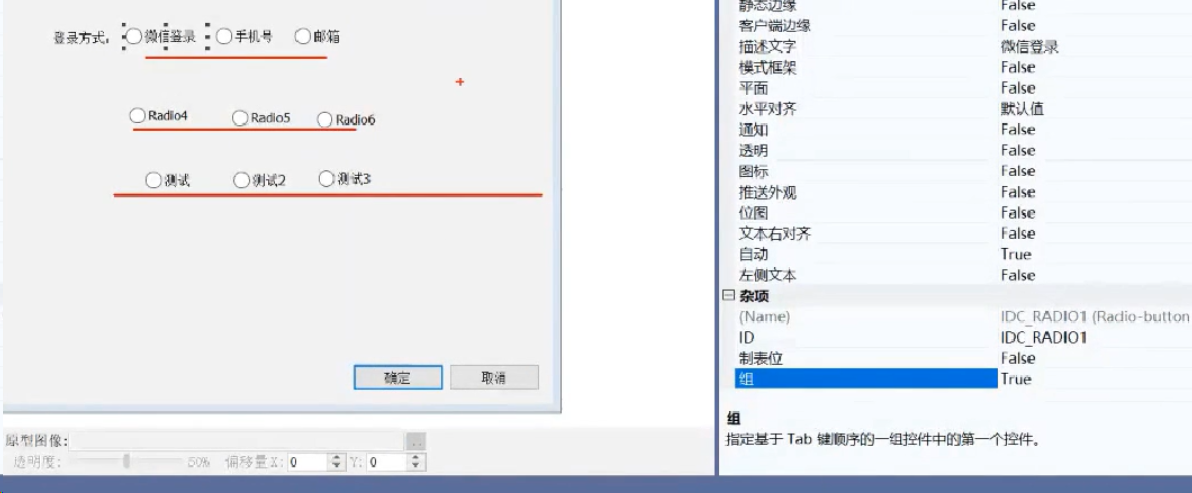 静态边缘 False
客户端边缘 False
登录方式: 微信登录 手机号 邮箱
描述文字 微信登录
模式框架 False
平面 False
水平对齐 默认值
Radio4 Radio5 Radio6
通知 False
透明 False
图标 False
测试 测试2 测试3
推送外观 False
位图 False
文本右对齐 False
自动 True
左侧文本 False
杂项
(Name) IDC_RADIO1 (Radio-button
ID IDC_RADIO1
制表位 False
确定 取消
组 True
组
指定基于 Tab 键顺序的一组控件中的第一个控件。
原型图像: ...
透明度: 50% 偏移量 X: 0 Y: 0